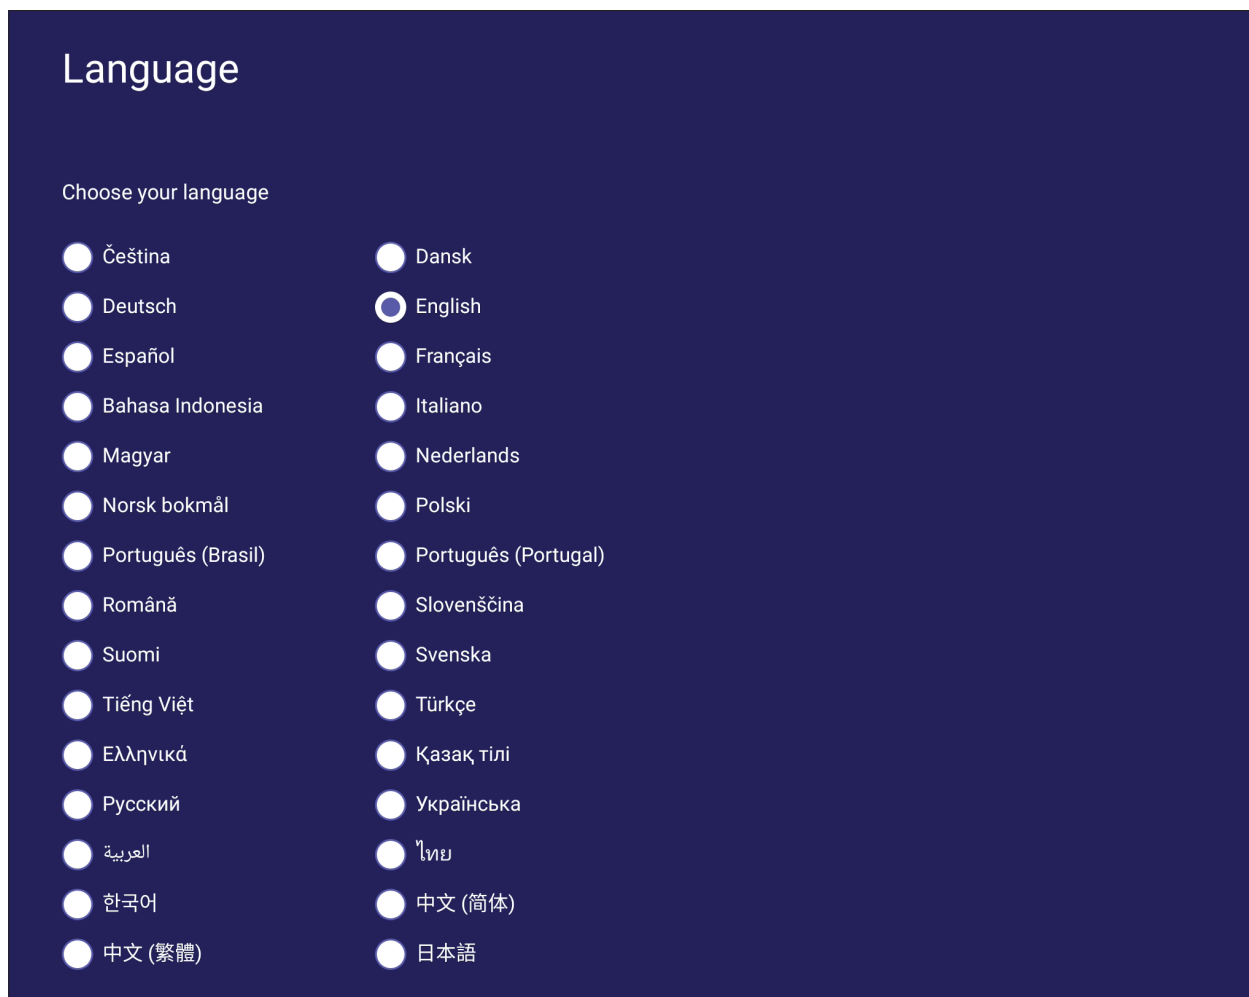 Language
Choose your language
Čeština
Dansk
Deutsch
English
Español
Français
Bahasa Indonesia
Italiano
Magyar
Nederlands
Norsk bokmål
Polski
Português (Brasil)
Português (Portugal)
Română
Slovenščina
Suomi
Svenska
Tiếng Việt
Türkçe
Ελληνικά
Қазақ тілі
Русский
Українська
العربية
ไทย
한국어
中文 (简体)
中文 (繁體)
日本語